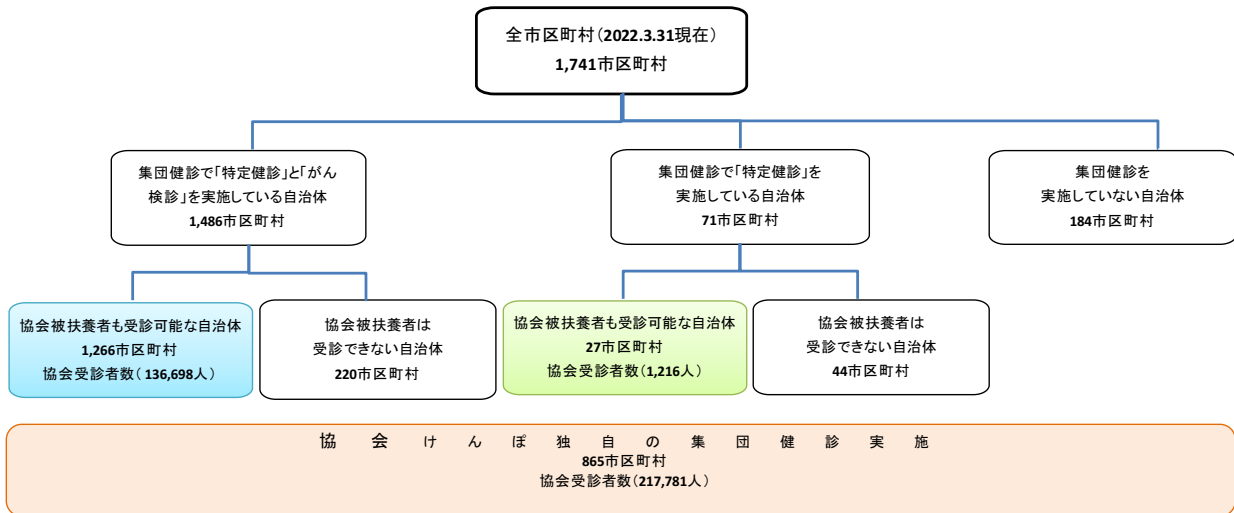 全市区町村(2022.3.31現在)
1,741市区町村
集団健診で「特定健診」と「がん
検診」を実施している自治体
1,486市区町村
集団健診で「特定健診」を
実施している自治体
71市区町村
集団健診を
実施していない自治体
184市区町村
協会被扶養者も受診可能な自治体
1,266市区町村
協会受診者数(136,698人)
協会被扶養者は
受診できない自治体
220市区町村
協会被扶養者も受診可能な自治体
27市区町村
協会受診者数(1,216人)
協会被扶養者は
受診できない自治体
44市区町村
協会けんぽ独自の集団健診実施
865市区町村
協会受診者数(217,781人)